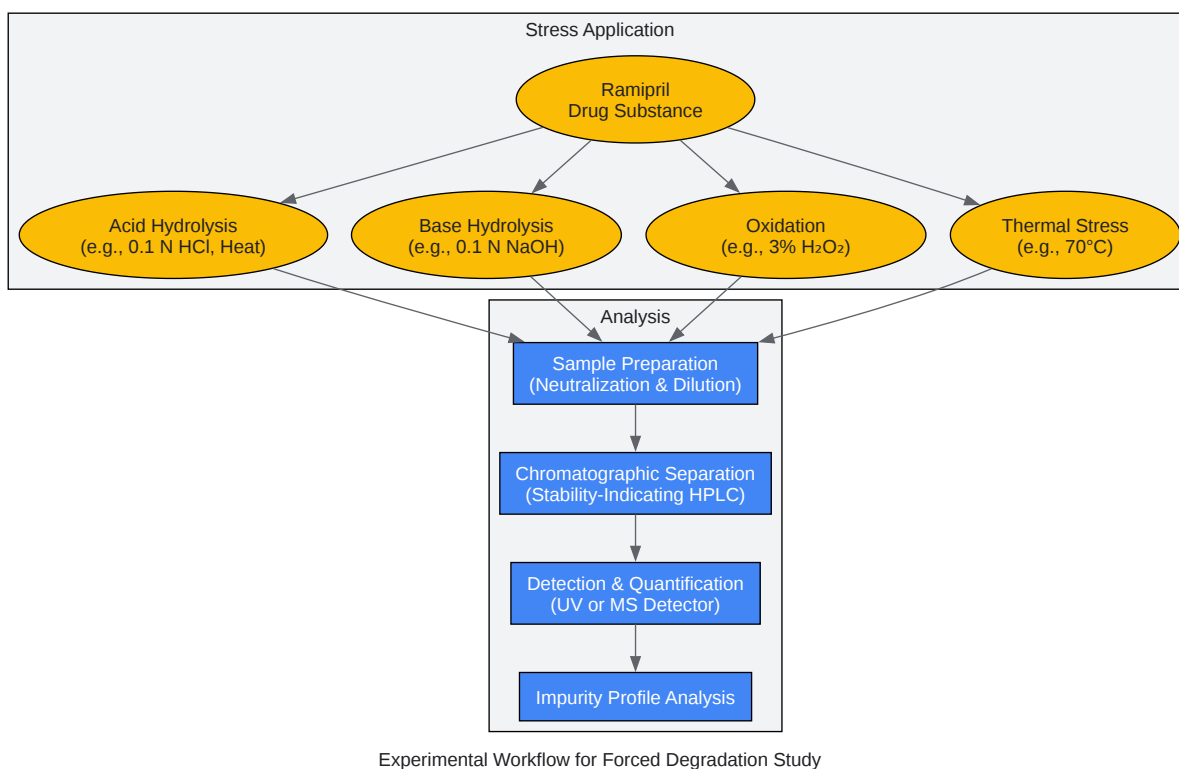 Stress Application
Ramipril
Drug Substance
Acid Hydrolysis
(e.g., 0.1 N HCl, Heat)
Base Hydrolysis
(e.g., 0.1 N NaOH)
Oxidation
(e.g., 3% H₂O₂)
Thermal Stress
(e.g., 70°C)
Analysis
Sample Preparation
(Neutralization & Dilution)
Chromatographic Separation
(Stability-Indicating HPLC)
Detection & Quantification
(UV or MS Detector)
Impurity Profile Analysis
Experimental Workflow for Forced Degradation Study